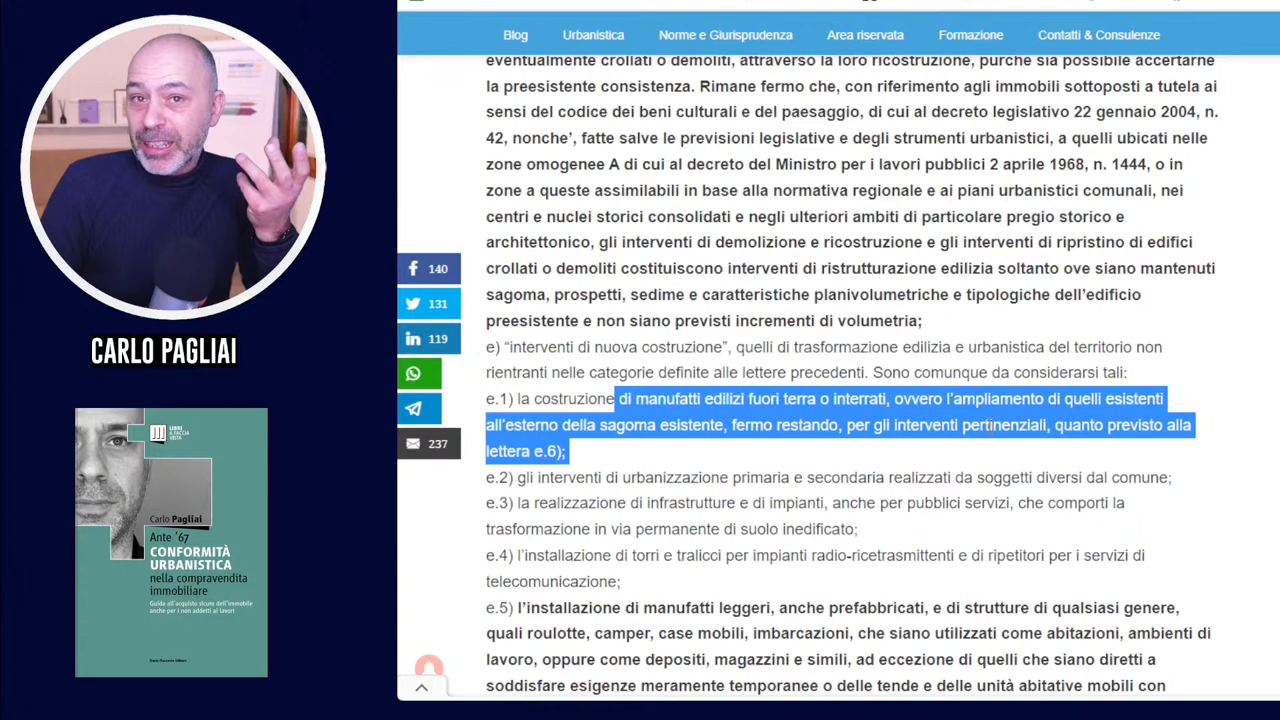 Blog Urbanistica Norme e Giurisprudenza Area riservata Formazione Contatti & Consulenze
eventualmente crollati o demoliti, attraverso la loro ricostruzione, purché sia possibile accertarne
la preesistente consistenza. Rimane fermo che, con riferimento agli immobili sottoposti a tutela ai
sensi del codice dei beni culturali e del paesaggio, di cui al decreto legislativo 22 gennaio 2004, n.
42, nonche’, fatte salve le previsioni legislative e degli strumenti urbanistici, a quelli ubicati nelle
zone omogenee A di cui al decreto del Ministro per i lavori pubblici 2 aprile 1968, n. 1444, o in
zone a queste assimilabili in base alla normativa regionale e ai piani urbanistici comunali, nei
centri e nuclei storici consolidati e negli ulteriori ambiti di particolare pregio storico e
architettonico, gli interventi di demolizione e ricostruzione e gli interventi di ripristino di edifici
crollati o demoliti costituiscono interventi di ristrutturazione edilizia soltanto ove siano mantenuti
sagoma, prospetti, sedime e caratteristiche planivolumetriche e tipologiche dell’edificio
preesistente e non siano previsti incrementi di volumetria;
e) “interventi di nuova costruzione”, quelli di trasformazione edilizia e urbanistica del territorio non
rientranti nelle categorie definite alle lettere precedenti. Sono comunque da considerarsi tali:
e.1) la costruzione di manufatti edilizi fuori terra o interrati, ovvero l’ampliamento di quelli esistenti
all’esterno della sagoma esistente, fermo restando, per gli interventi pertinenziali, quanto previsto alla
lettera e.6);
e.2) gli interventi di urbanizzazione primaria e secondaria realizzati da soggetti diversi dal comune;
e.3) la realizzazione di infrastrutture e di impianti, anche per pubblici servizi, che comporti la
trasformazione in via permanente di suolo inedificato;
e.4) l’installazione di torri e tralicci per impianti radio-ricetrasmittenti e di ripetitori per i servizi di
telecomunicazione;
e.5) l’installazione di manufatti leggeri, anche prefabbricati, e di strutture di qualsiasi genere,
quali roulotte, camper, case mobili, imbarcazioni, che siano utilizzati come abitazioni, ambienti di
lavoro, oppure come depositi, magazzini e simili, ad eccezione di quelli che siano diretti a
soddisfare esigenze meramente temporanee o delle tende e delle unità abitative mobili con
140
131
119
237
CARLO PAGLIAI
LIBRI
A FACCIA
VISTA
Carlo Pagliai
Ante ’67
CONFORMITÀ
URBANISTICA
nella compravendita
immobiliare
Guida all’acquisto sicuro dell’immobile
anche per i non addetti ai lavori